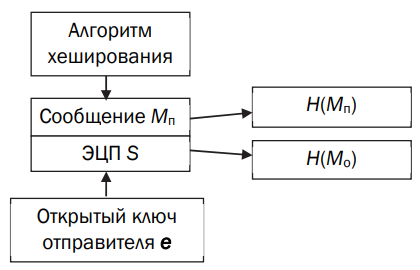 Алгоритм
хеширования
Сообщение Mп
H(Mп)
ЭЦП S
H(Mо)
Открытый ключ
отправителя e